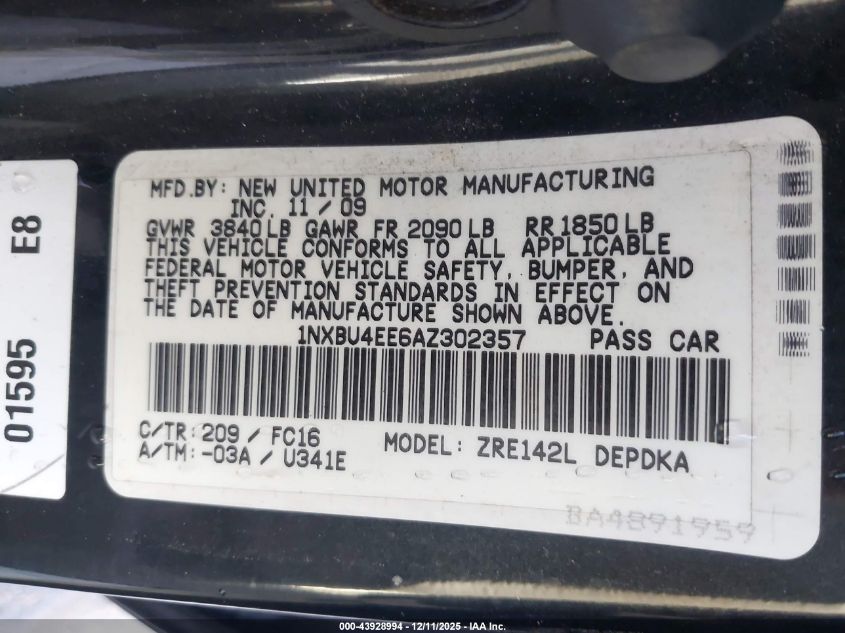 MFD.BY: NEW UNITED MOTOR MANUFACTURING
INC. 11 / 09
GVWR 3840 LB GAWR FR 2090 LB RR 1850 LB
THIS VEHICLE CONFORMS TO ALL APPLICABLE
FEDERAL MOTOR VEHICLE SAFETY, BUMPER, AND
THEFT PREVENTION STANDARDS IN EFFECT ON
THE DATE OF MANUFACTURE SHOWN ABOVE.
1NXBU4EE6AZ302357 PASS CAR
C/TR: 209 / FC16 MODEL: ZRE142L DEPDKA
A/TM: -03A / U341E
BA4891959
01595 E8
000-43928994 - 12/11/2025 - IAA Inc.